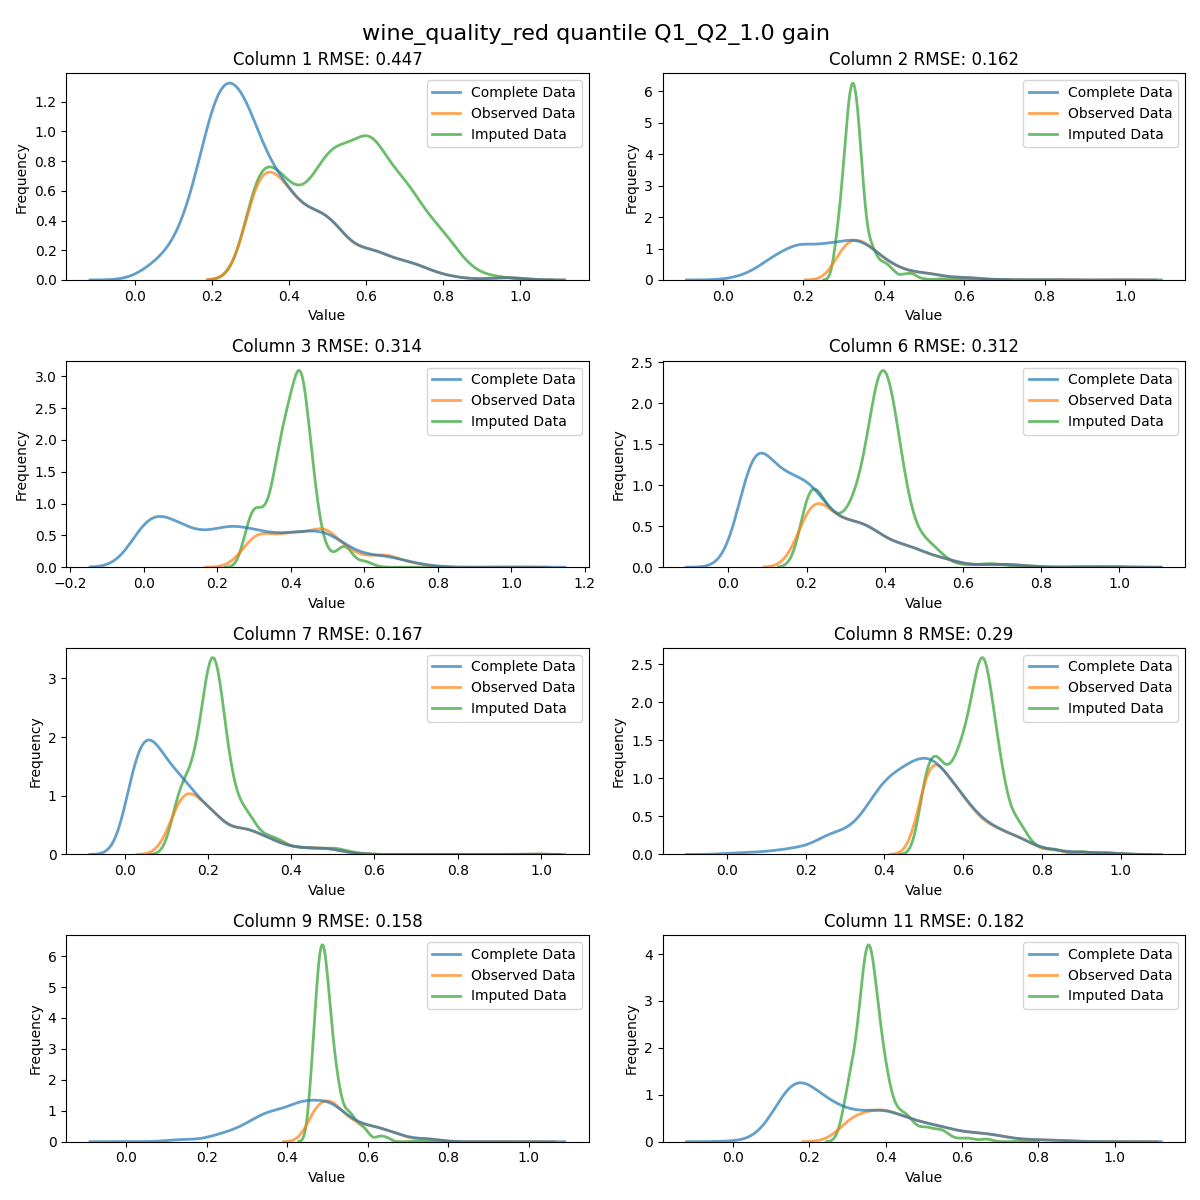 wine_quality_red quantile Q1_Q2_1.0 gain
Column 1 RMSE: 0.447
Complete Data
Observed Data
Imputed Data
Frequency
1.2
1.0
0.8
0.6
0.4
0.2
0.0
0.0 0.2 0.4 0.6 0.8 1.0
Value
Column 2 RMSE: 0.162
Complete Data
Observed Data
Imputed Data
Frequency
6
5
4
3
2
1
0
0.0 0.2 0.4 0.6 0.8 1.0
Value
Column 3 RMSE: 0.314
Complete Data
Observed Data
Imputed Data
Frequency
3.0
2.5
2.0
1.5
1.0
0.5
0.0
−0.2 0.0 0.2 0.4 0.6 0.8 1.0 1.2
Value
Column 6 RMSE: 0.312
Complete Data
Observed Data
Imputed Data
Frequency
2.5
2.0
1.5
1.0
0.5
0.0
0.0 0.2 0.4 0.6 0.8 1.0
Value
Column 7 RMSE: 0.167
Complete Data
Observed Data
Imputed Data
Frequency
3
2
1
0
0.0 0.2 0.4 0.6 0.8 1.0
Value
Column 8 RMSE: 0.29
Complete Data
Observed Data
Imputed Data
Frequency
2.5
2.0
1.5
1.0
0.5
0.0
0.0 0.2 0.4 0.6 0.8 1.0
Value
Column 9 RMSE: 0.158
Complete Data
Observed Data
Imputed Data
Frequency
6
5
4
3
2
1
0
0.0 0.2 0.4 0.6 0.8 1.0
Value
Column 11 RMSE: 0.182
Complete Data
Observed Data
Imputed Data
Frequency
4
3
2
1
0
0.0 0.2 0.4 0.6 0.8 1.0
Value